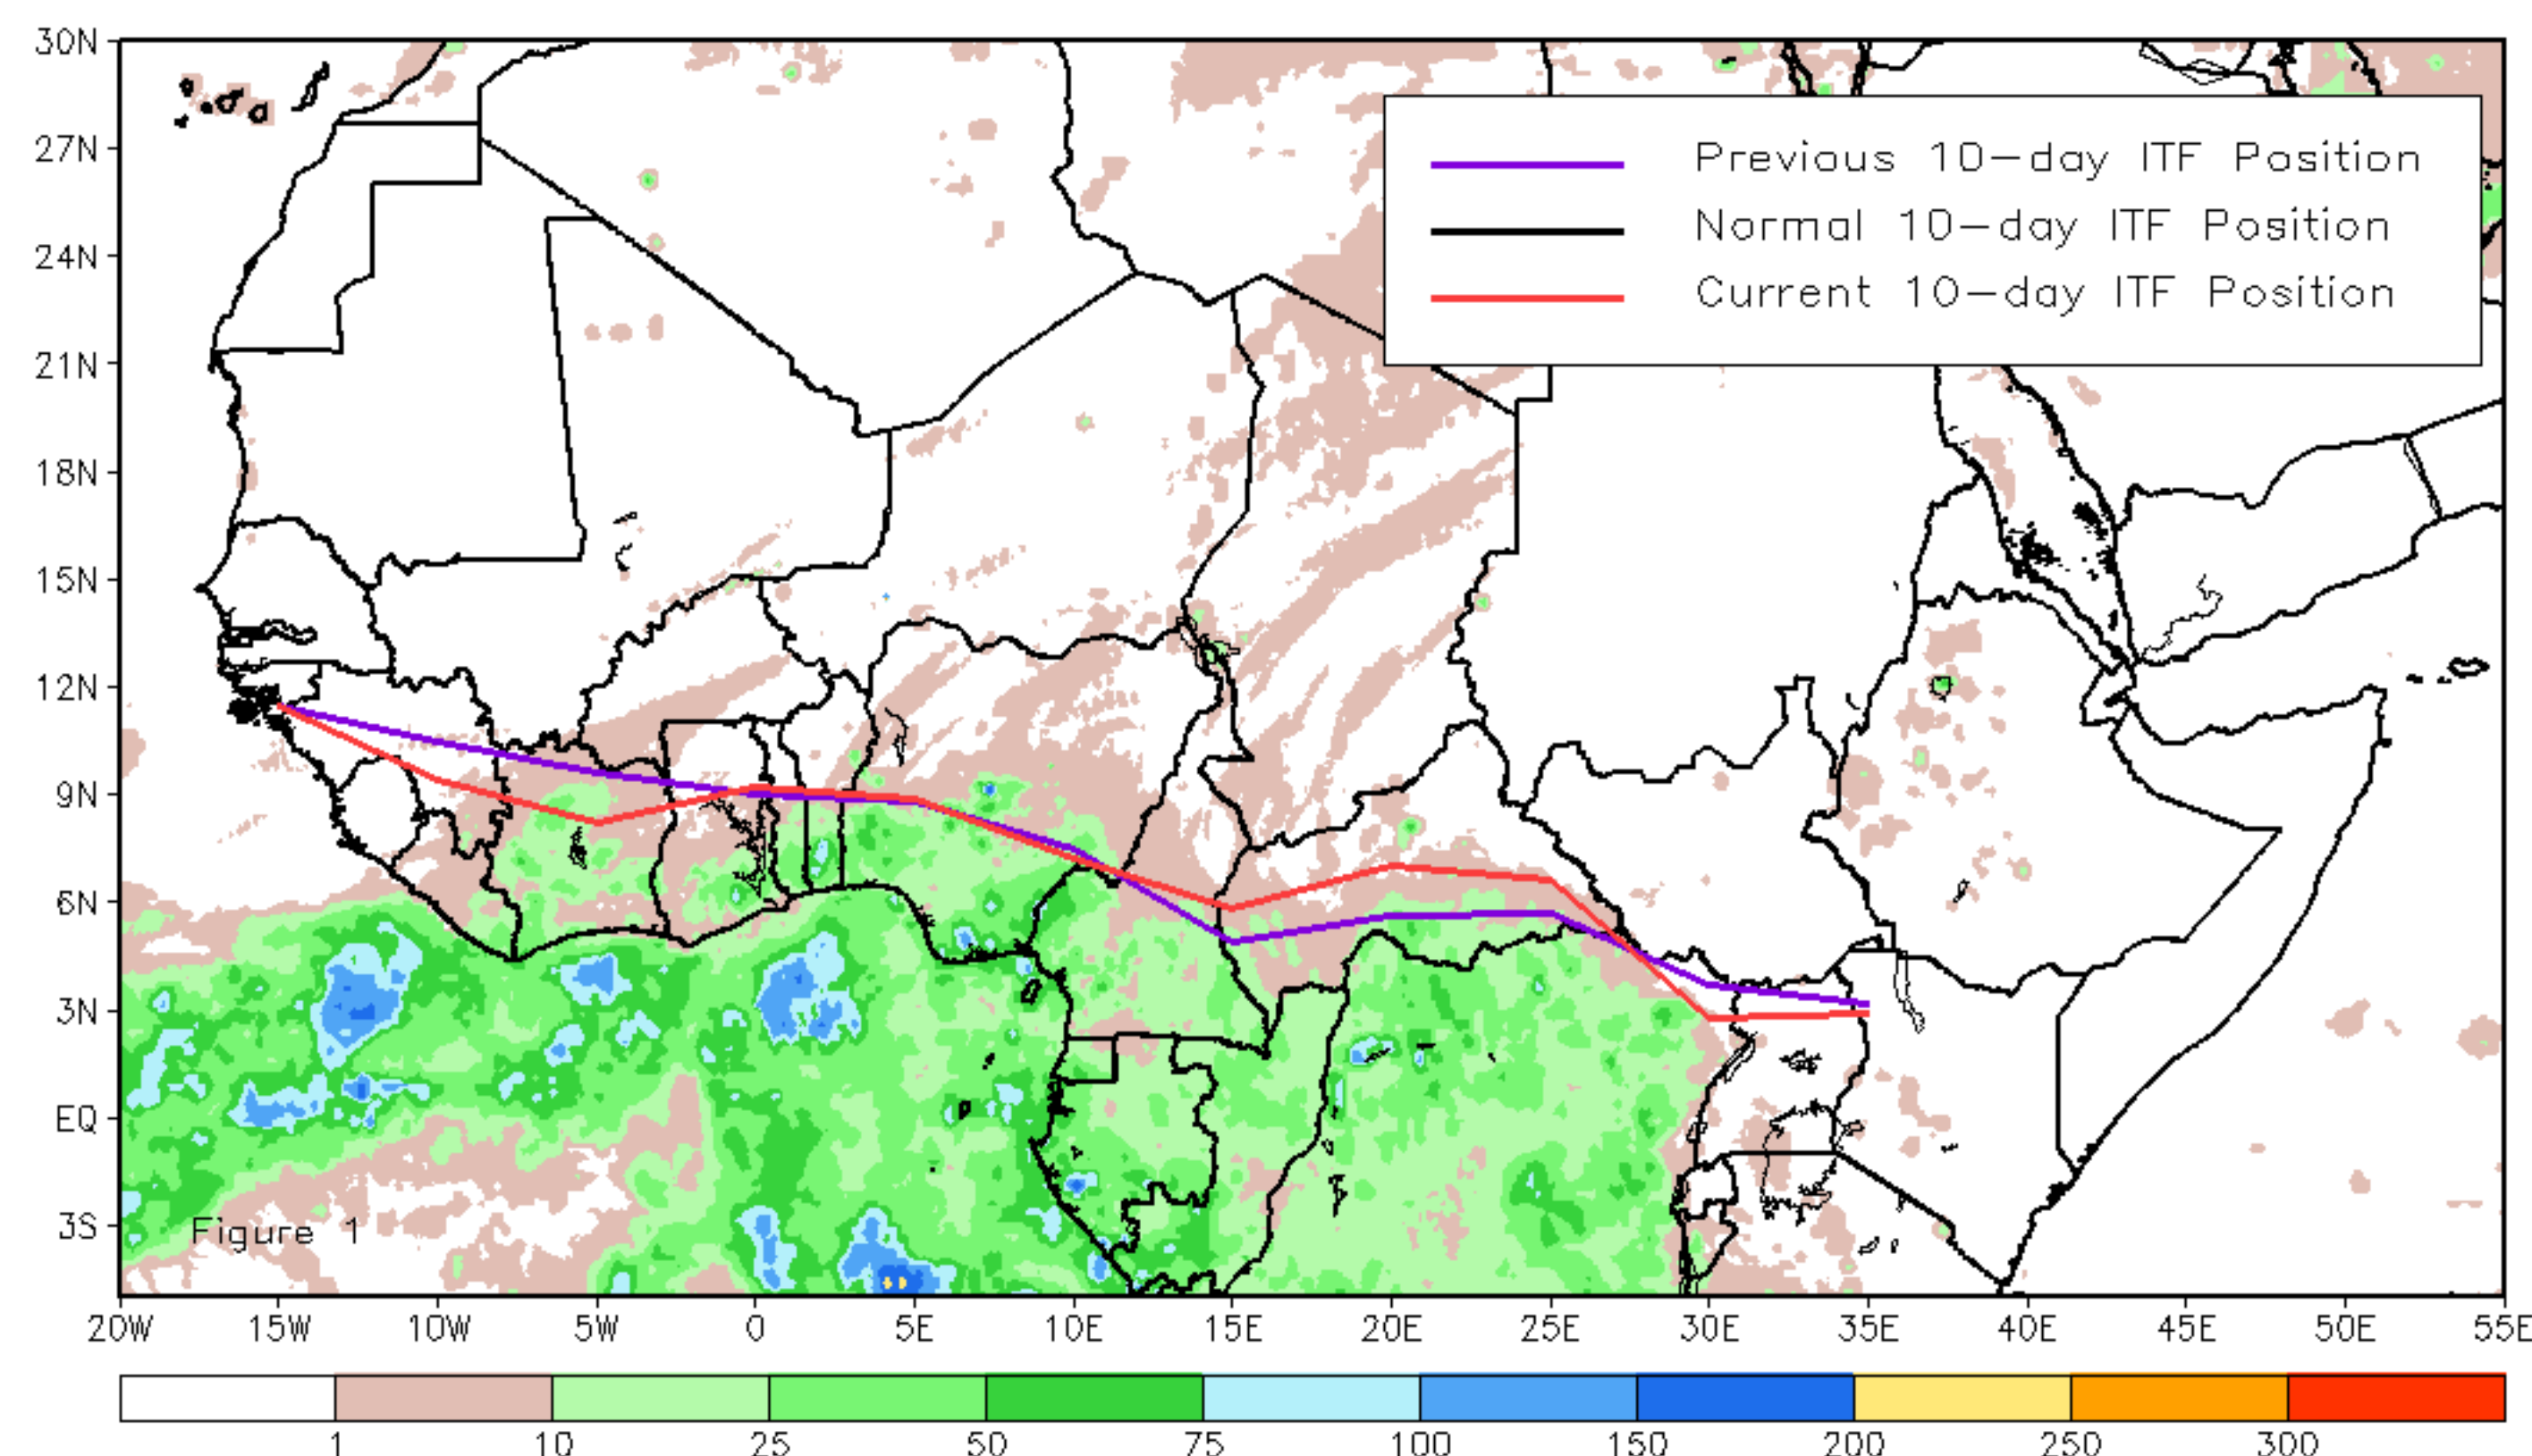 30N
27N
24N
21N
18N
15N
12N
9N
6N
3N
EQ
3S
Previous 10-day ITF Position
Normal 10-day ITF Position
Current 10-day ITF Position
Figure 1
20W 15W 10W 5W 0 5E 10E 15E 20E 25E 30E 35E 40E 45E 50E 55E
1 10 25 50 75 100 150 200 250 300